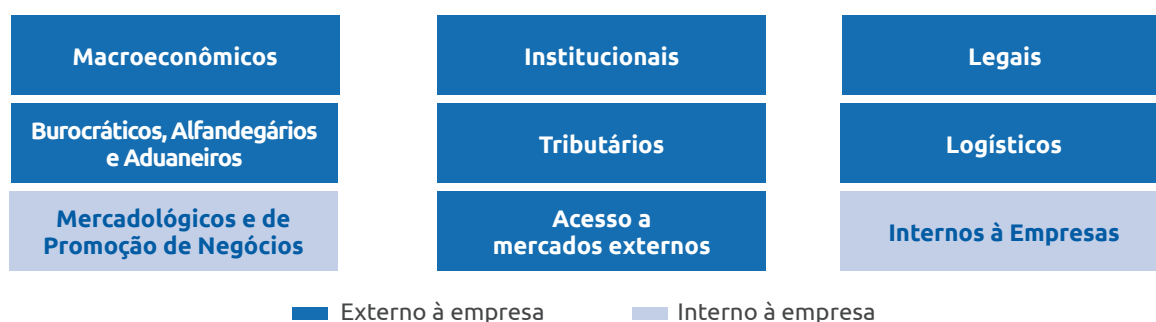 Macroeconômicos
Institucionais
Legais
Burocráticos, Alfandegários
e Aduaneiros
Tributários
Logísticos
Mercadológicos e de
Promoção de Negócios
Acesso a
mercados externos
Internos à Empresas
Externo à empresa
Interno à empresa